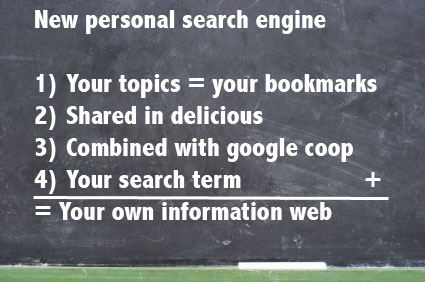 New personal search engine
1) Your topics = your bookmarks
2) Shared in delicious
3) Combined with google coop
4) Your search term +
= Your own information web